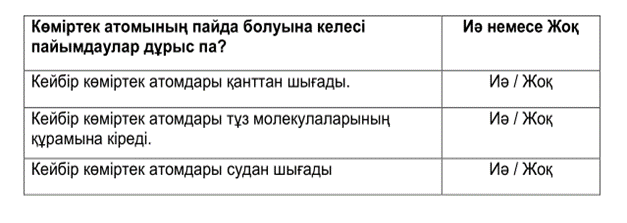 Көміртек атомының пайда болуына келесі
пайымдаулар дұрыс па?
Иә немесе Жоқ
Кейбір көміртек атомдары қанттан шығады.
Иә / Жоқ
Кейбір көміртек атомдары тұз молекулаларының
құрамына кіреді.
Иә / Жоқ
Кейбір көміртек атомдары судан шығады
Иә / Жоқ